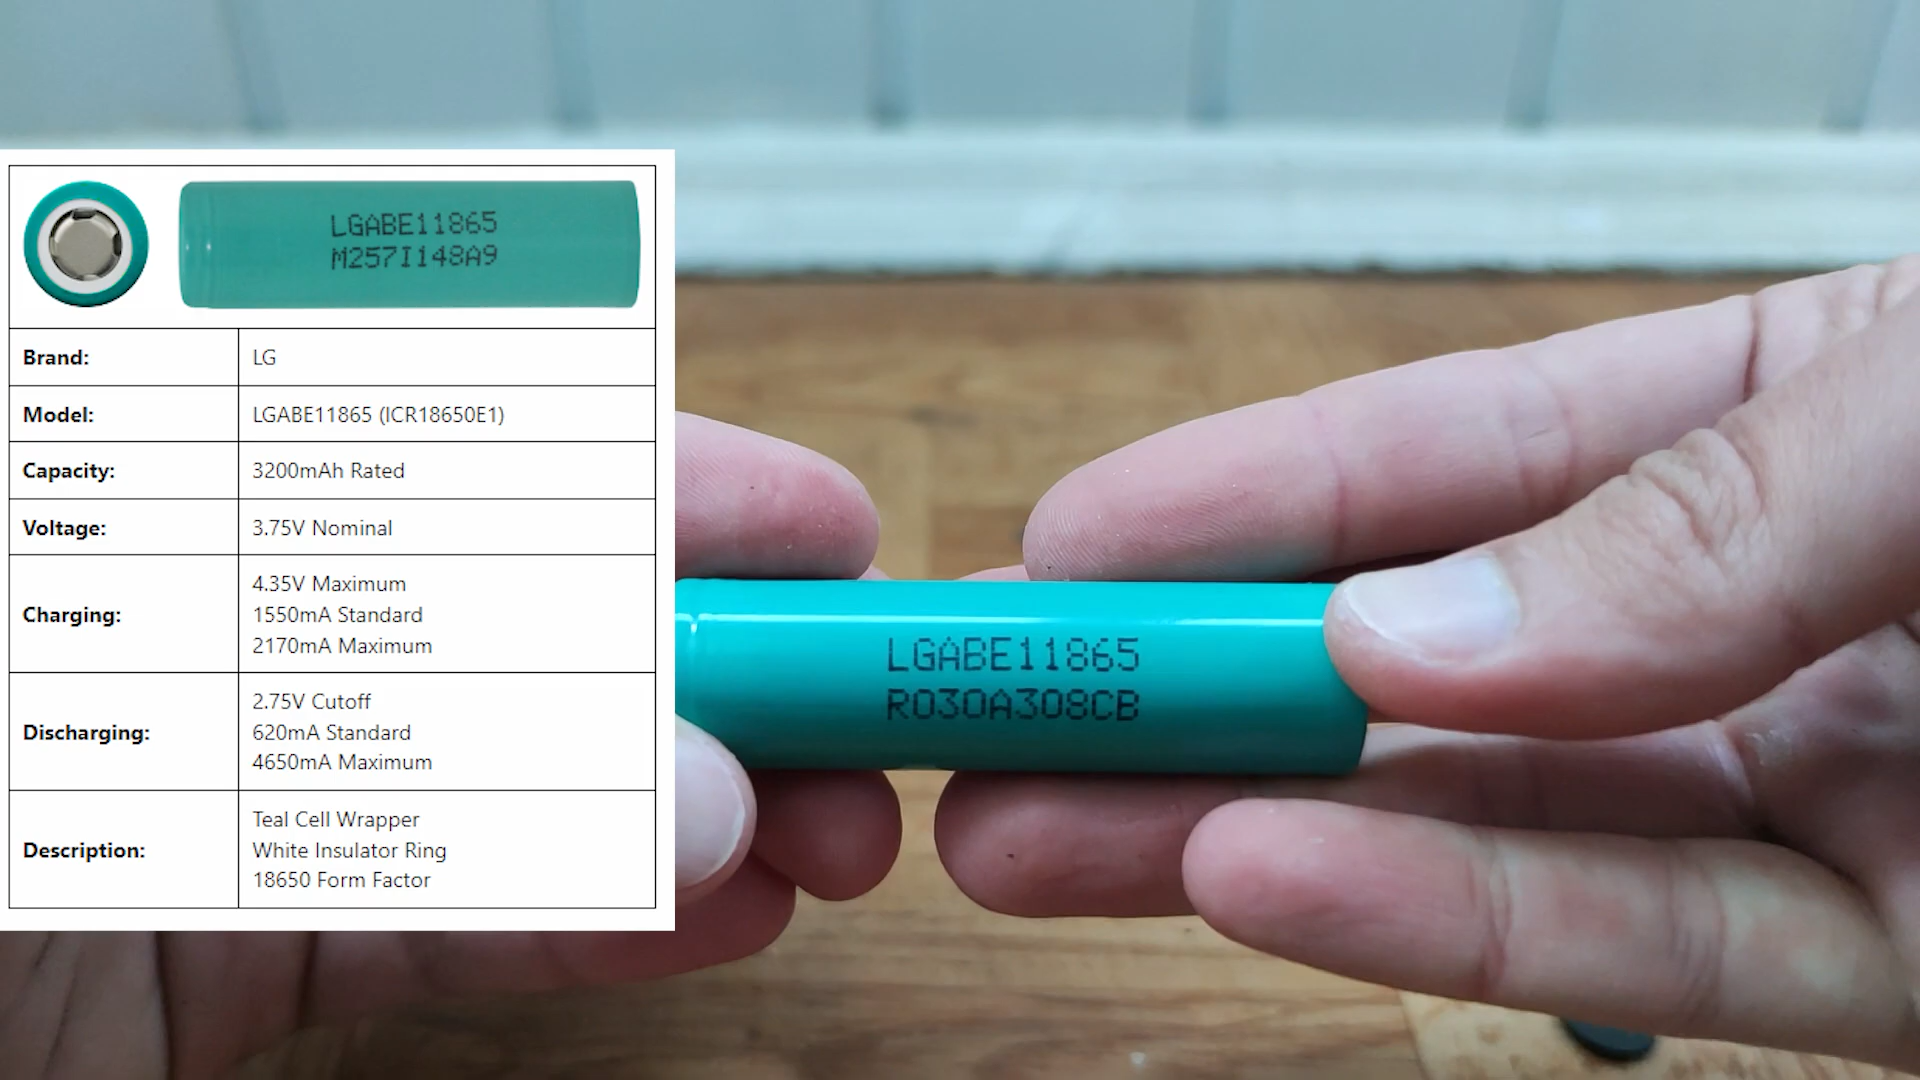 LGABE11865
M257I148A9
Brand: LG
Model: LGABE11865 (ICR18650E1)
Capacity: 3200mAh Rated
Voltage: 3.75V Nominal
Charging: 4.35V Maximum
1550mA Standard
2170mA Maximum
Discharging: 2.75V Cutoff
620mA Standard
4650mA Maximum
Description: Teal Cell Wrapper
White Insulator Ring
18650 Form Factor
LGABE11865
R030A308CB